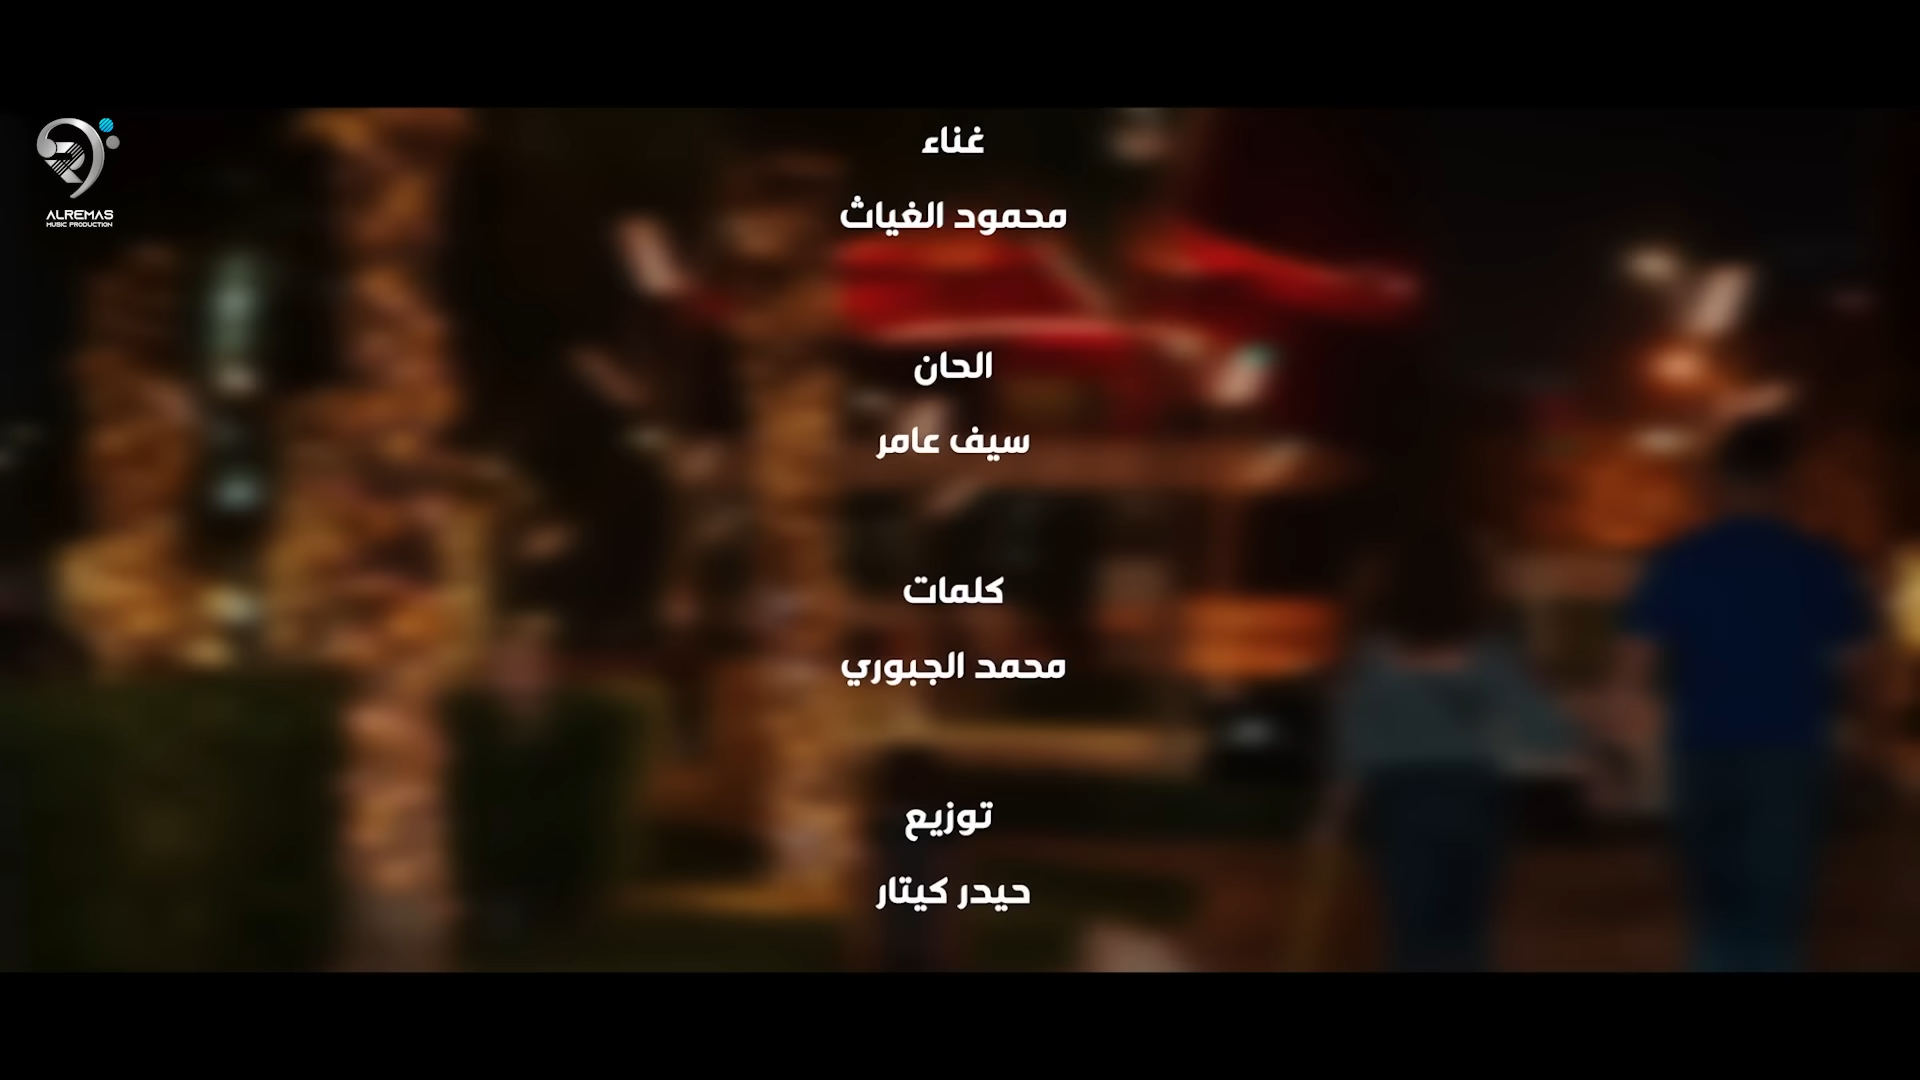 ALREMAS
MUSIC PRODUCTION
غناء
محمود الغياث
الحان
سيف عامر
كلمات
محمد الجبوري
توزيع
حيدر كيتار